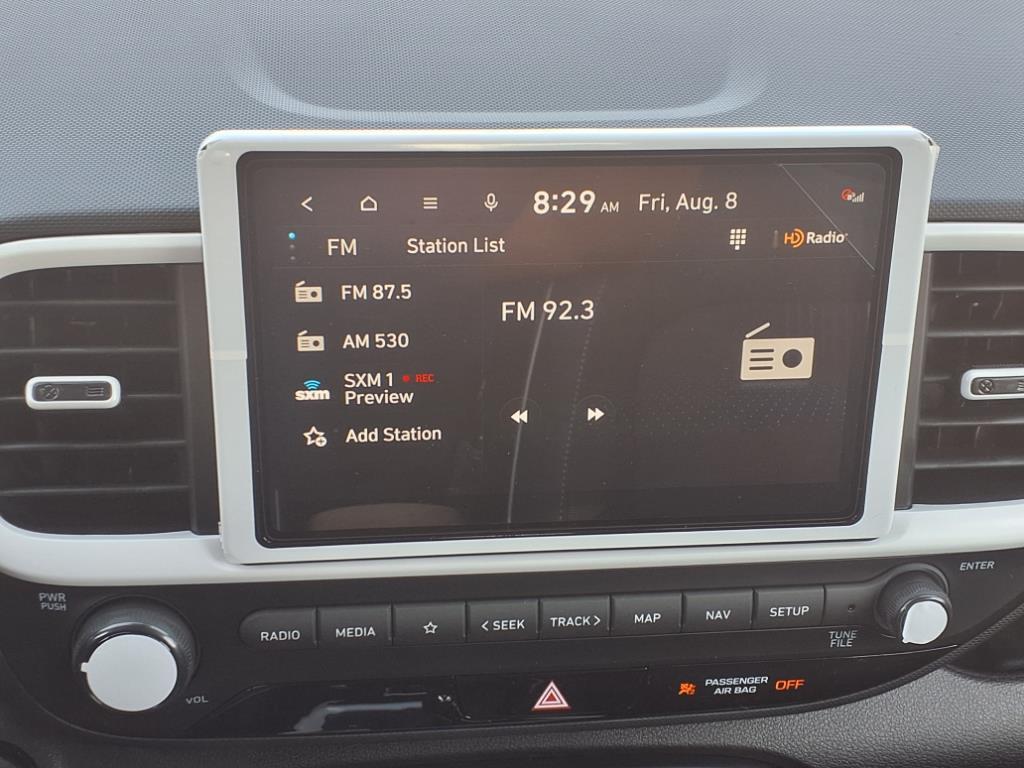 8:29 AM Fri, Aug. 8
FM Station List HD Radio
FM 87.5
FM 92.3
AM 530
SXM 1 REC
sxm Preview
Add Station
PWR
PUSH
VOL
RADIO MEDIA < SEEK TRACK > MAP NAV SETUP
ENTER
TUNE
FILE
PASSENGER
AIR BAG OFF